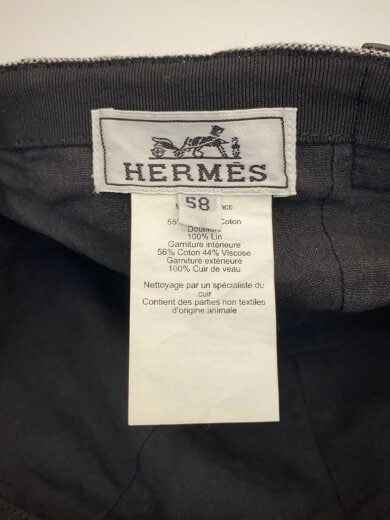 HERMÈS
58
55% Coton
Doublure
100% Lin
Garniture intérieure
56% Coton 44% Viscose
Garniture extérieure
100% Cuir de veau
Nettoyage par un spécialiste du
cuir
Contient des parties non textiles
d'origine animale